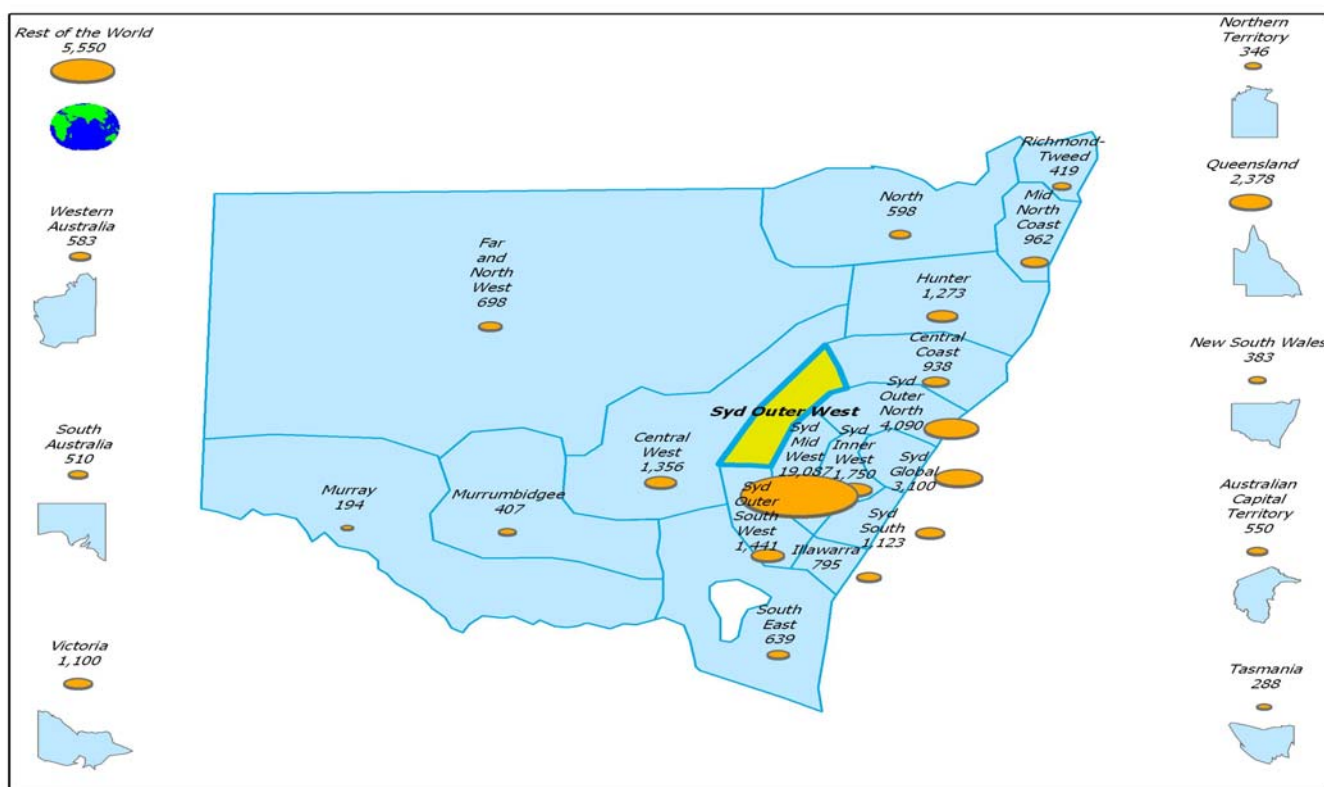 Rest of the World
5,550
Western
Australia
583
South
Australia
510
Victoria
1,100
Far
and
North
West
698
Murray
194
Murrumbidgee
407
Central
West
1,356
North
598
Richmond-
Tweed
419
Mid
North
Coast
962
Hunter
1,273
Central
Coast
938
Syd
Outer
North
4,090
Syd Outer West
Syd
Mid
West
19,087
Syd
Inner
West
1,750
Syd
Global
3,100
Syd
Outer
South
West
1,441
Syd
South
1,123
Illawarra
795
South
East
639
Northern
Territory
346
Queensland
2,378
New South Wales
383
Australian
Capital
Territory
550
Tasmania
288